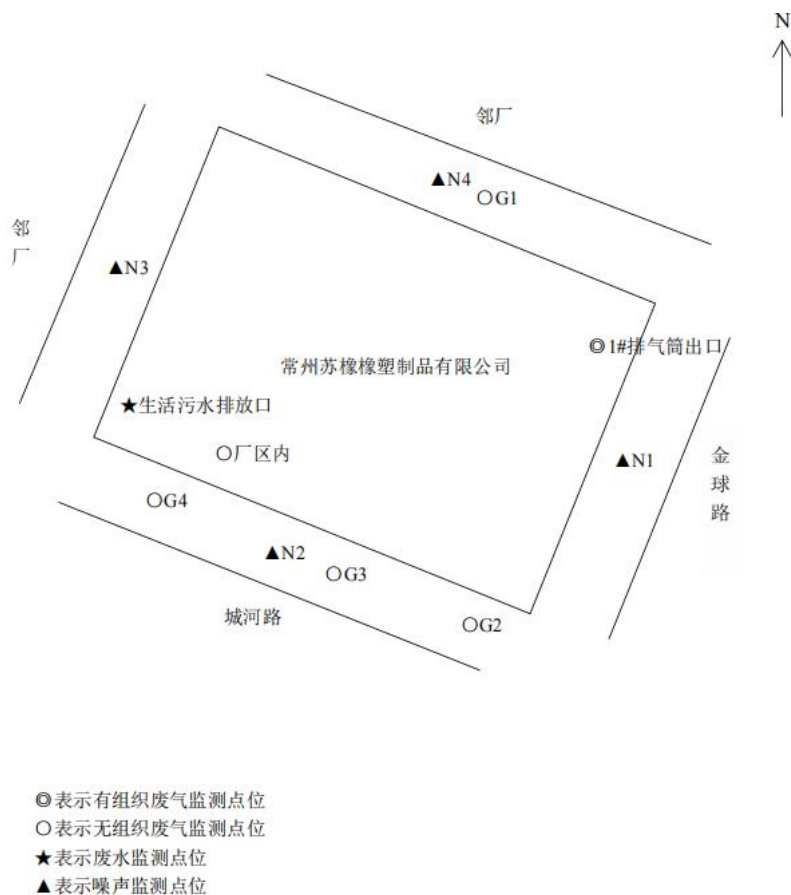 N
邻厂
▲N4
○G1
邻厂
▲N3
◎1#排气筒出口
常州苏橡橡塑制品有限公司
★生活污水排放口
○厂区内
▲N1
金球路
○G4
▲N2
○G3
城河路
○G2
◎表示有组织废气监测点位
○表示无组织废气监测点位
★表示废水监测点位
▲表示噪声监测点位